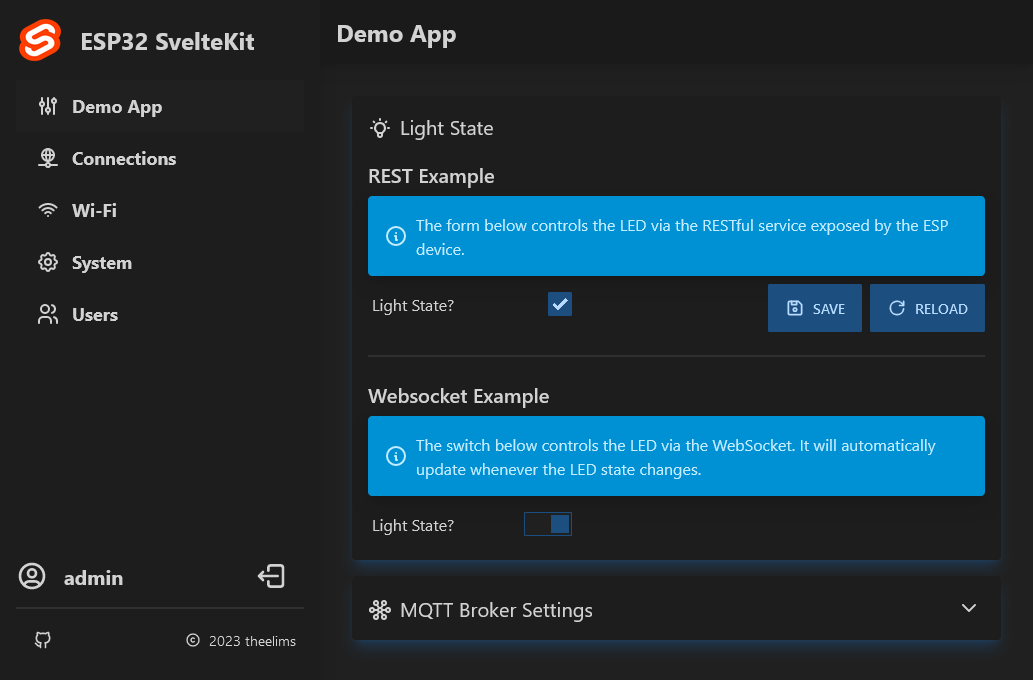 ESP32 SvelteKit
Demo App
Connections
Wi-Fi
System
Users
admin
© 2023 theelims
Demo App
Light State
REST Example
The form below controls the LED via the RESTful service exposed by the ESP
device.
Light State?
SAVE
RELOAD
Websocket Example
The switch below controls the LED via the WebSocket. It will automatically
update whenever the LED state changes.
Light State?
MQTT Broker Settings